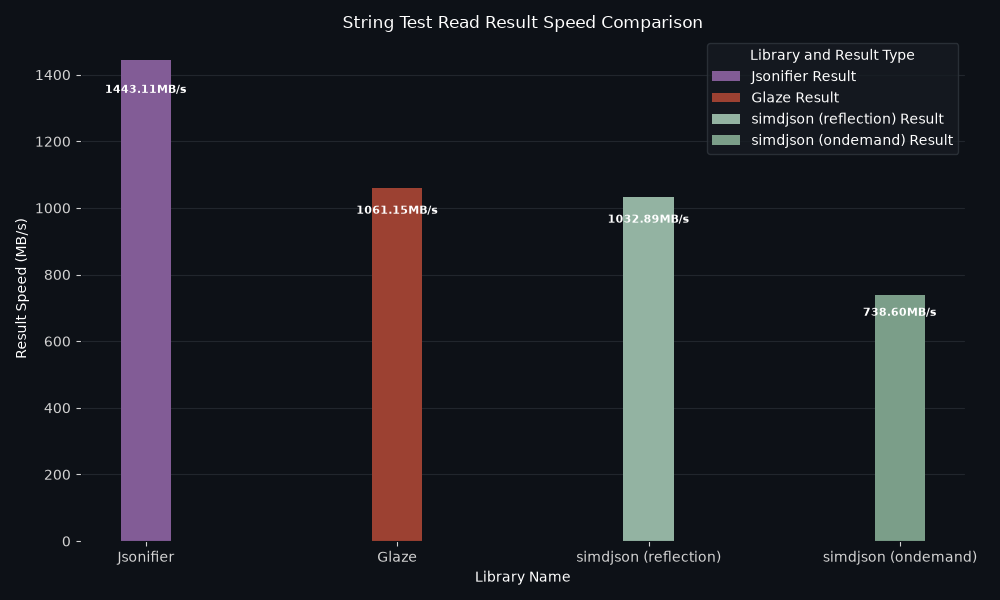 String Test Read Result Speed Comparison
Library and Result Type
Jsonifier Result
Glaze Result
simdjson (reflection) Result
simdjson (ondemand) Result
Result Speed (MB/s)
1400
1200
1000
800
600
400
200
0
1443.11MB/s
1061.15MB/s
1032.89MB/s
738.60MB/s
Jsonifier
Glaze
simdjson (reflection)
simdjson (ondemand)
Library Name